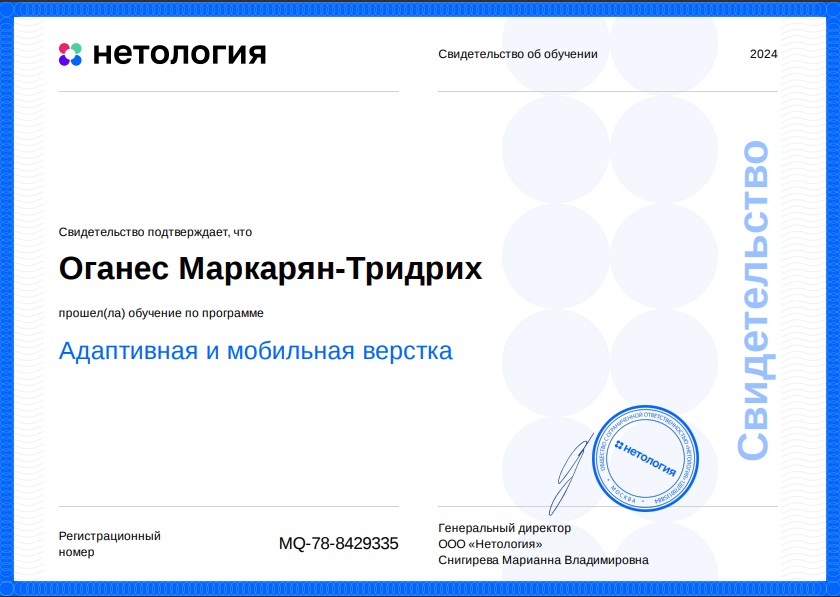 нетология
Свидетельство об обучении
2024
Свидетельство подтверждает, что
Оганес Маркарян-Тридрих
прошел(ла) обучение по программе
Адаптивная и мобильная верстка
Свидетельство
ОБЩЕСТВО С ОГРАНИЧЕННОЙ ОТВЕТСТВЕННОСТЬЮ «НЕТОЛОГИЯ»
МОСКВА
нетология
Регистрационный
номер
MQ-78-8429335
Генеральный директор
ООО «Нетология»
Снигирева Марианна Владимировна